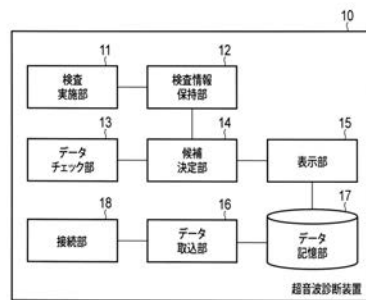 10
11
12
検査
実施部
検査情報
保持部
13
14
15
データ
チェック部
候補
決定部
表示部
18
16
17
接続部
データ
取込部
データ
記憶部
超音波診断装置